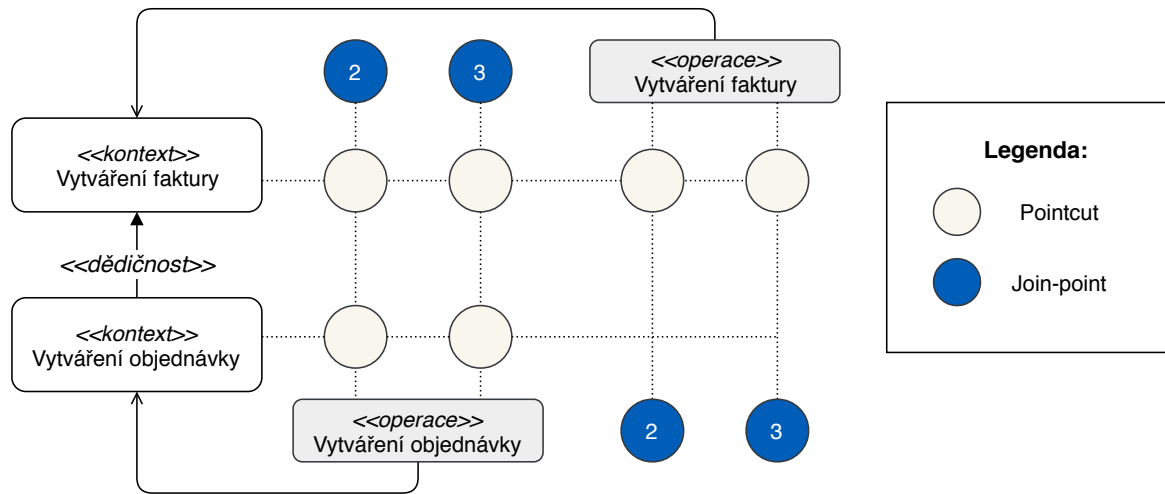 2
3
<<operace>>
Vytváření faktury
<<kontext>>
Vytváření faktury
Legenda:
Pointcut
<<dědičnost>>
Join-point
<<kontext>>
Vytváření objednávky
<<operace>>
Vytváření objednávky
2
3